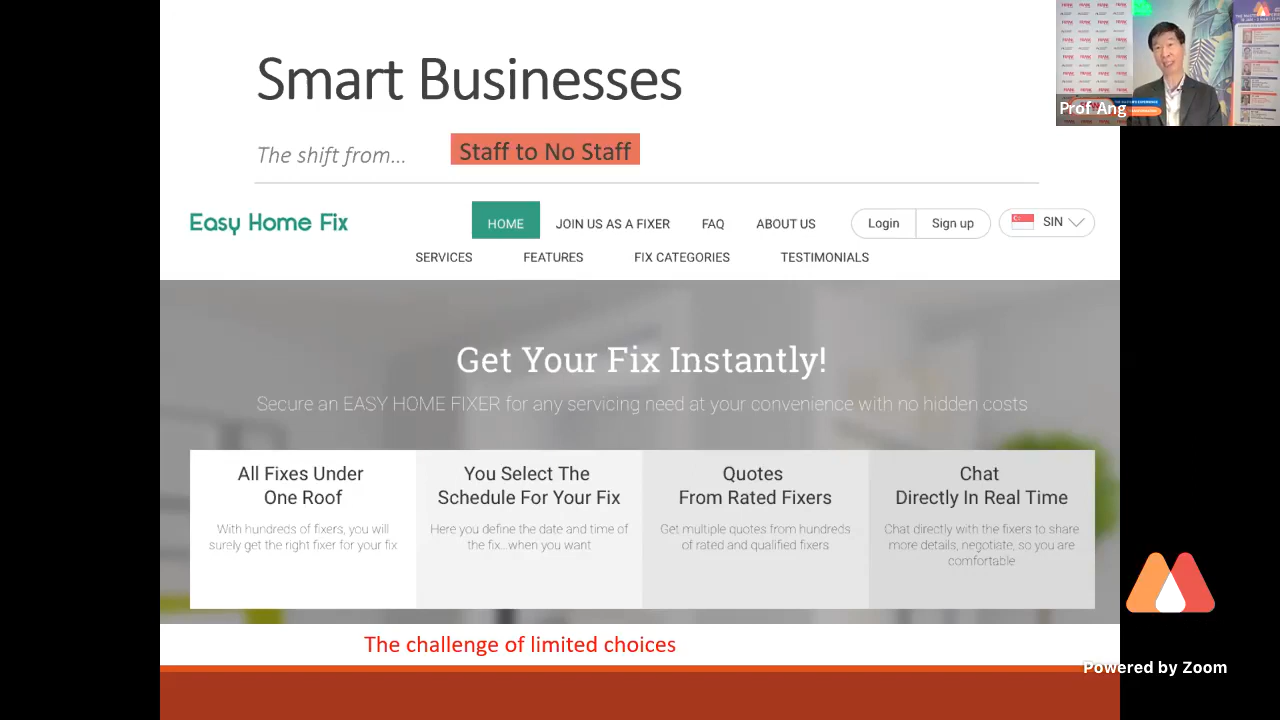 Smart Businesses
The shift from...
Staff to No Staff
Easy Home Fix
HOME
JOIN US AS A FIXER
FAQ
ABOUT US
Login
Sign up
SIN
SERVICES
FEATURES
FIX CATEGORIES
TESTIMONIALS
Get Your Fix Instantly!
Secure an EASY HOME FIXER for any servicing need at your convenience with no hidden costs
All Fixes Under
One Roof
With hundreds of fixers, you will
surely get the right fixer for your fix
You Select The
Schedule For Your Fix
Here you define the date and time of
the fix...when you want
Quotes
From Rated Fixers
Get multiple quotes from hundreds
of rated and qualified fixers
Chat
Directly In Real Time
Chat directly with the fixers to share
more details, negotiate, so you are
comfortable
The challenge of limited choices
Prof Ang
Powered by Zoom